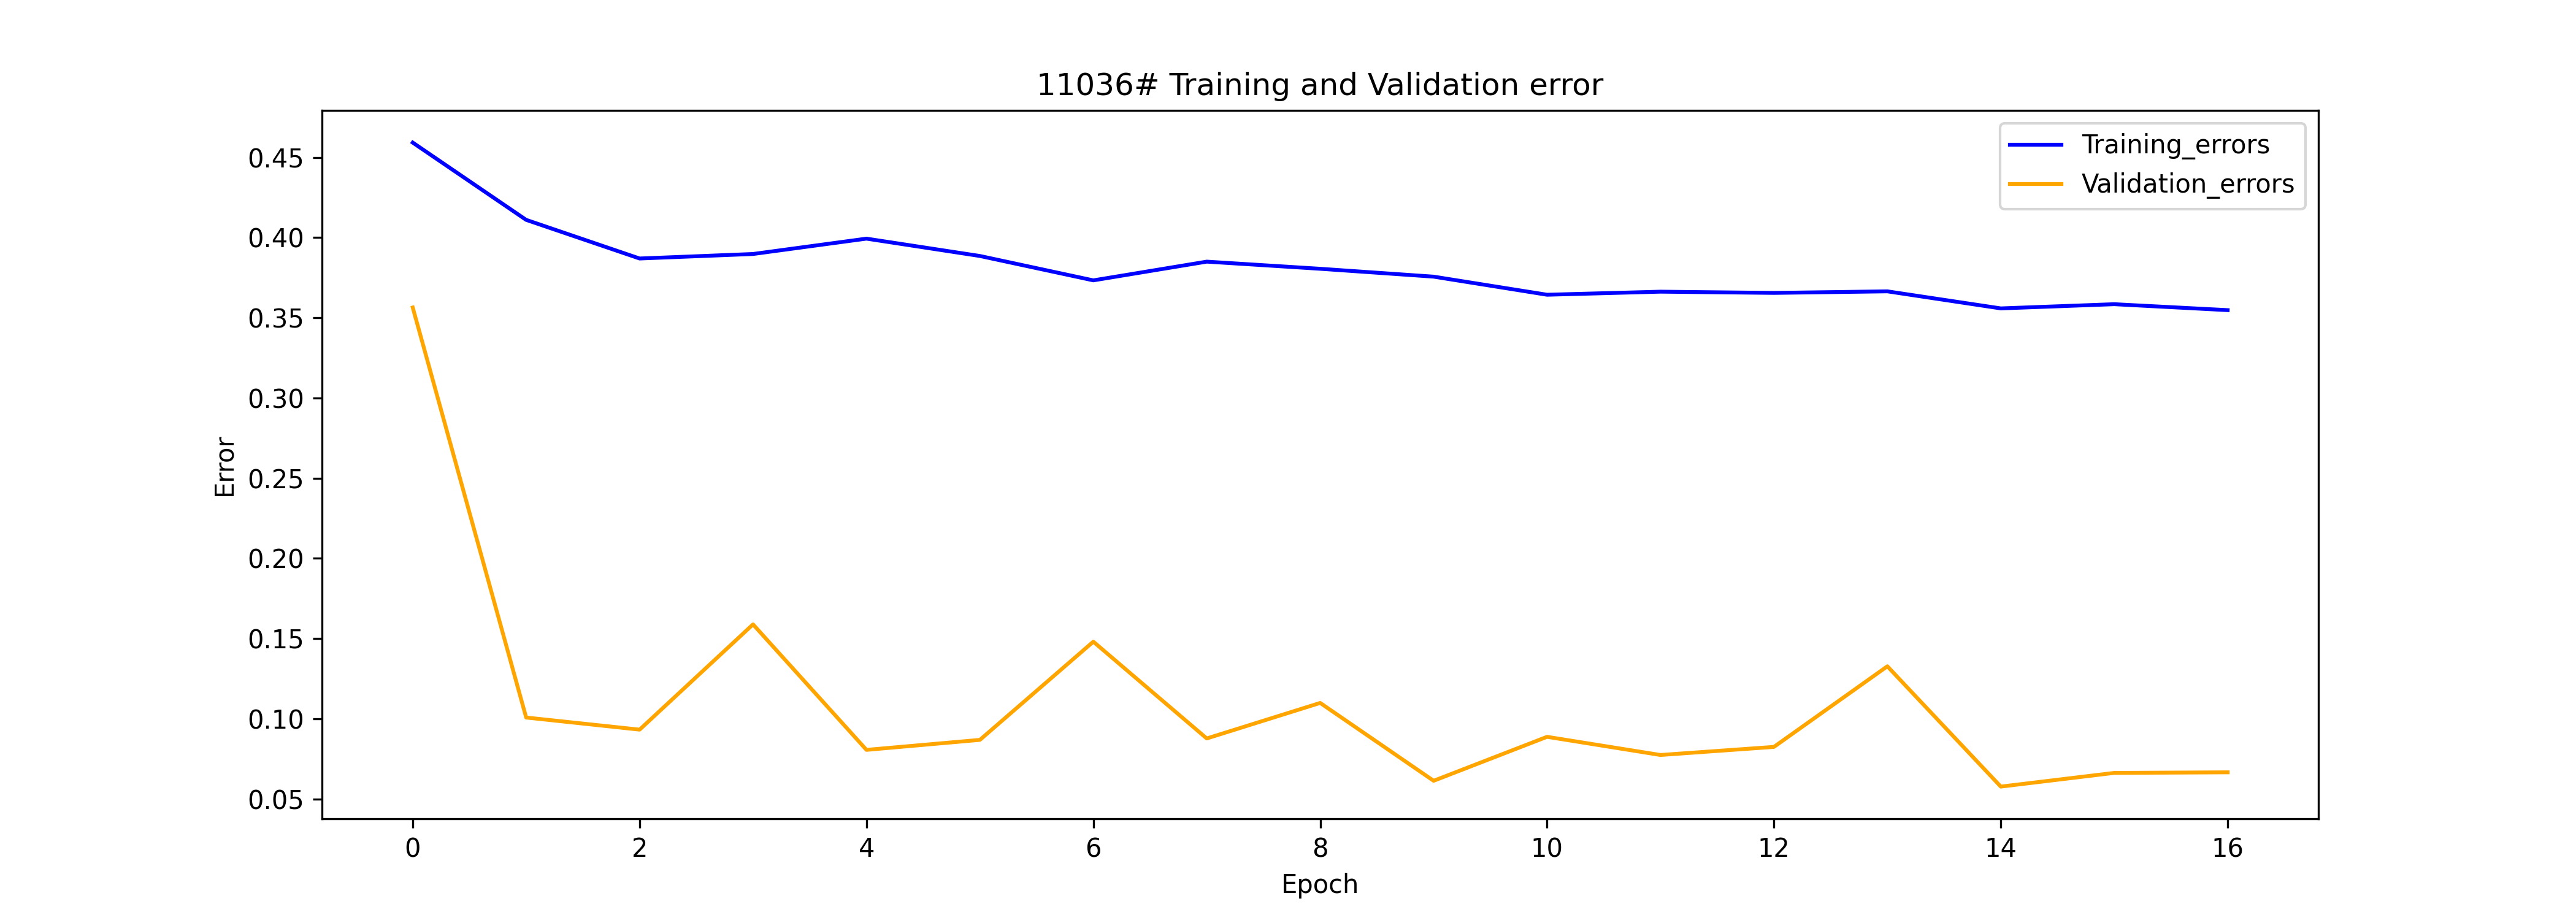 11036# Training and Validation error
Training_errors
Validation_errors
0.45
0.40
0.35
0.30
0.25
0.20
0.15
0.10
0.05
Error
0 2 4 6 8 10 12 14 16
Epoch